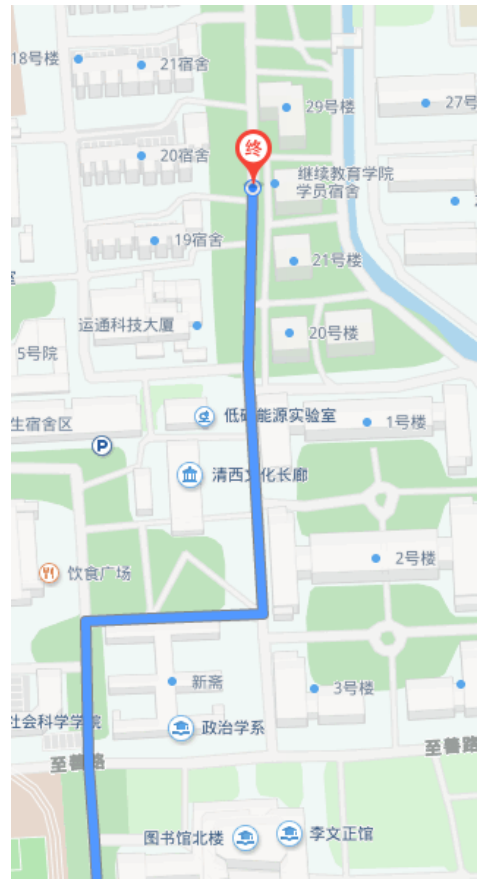 18号楼
21宿舍
29号楼
27号
终
20宿舍
继续教育学院
学员宿舍
19宿舍
21号楼
运通科技大厦
20号楼
5号院
低碳能源实验室
1号楼
生宿舍区
P
清西文化长廊
2号楼
饮食广场
新斋
3号楼
社会科学学院
政治学系
至善路
至善路
图书馆北楼
李文正馆